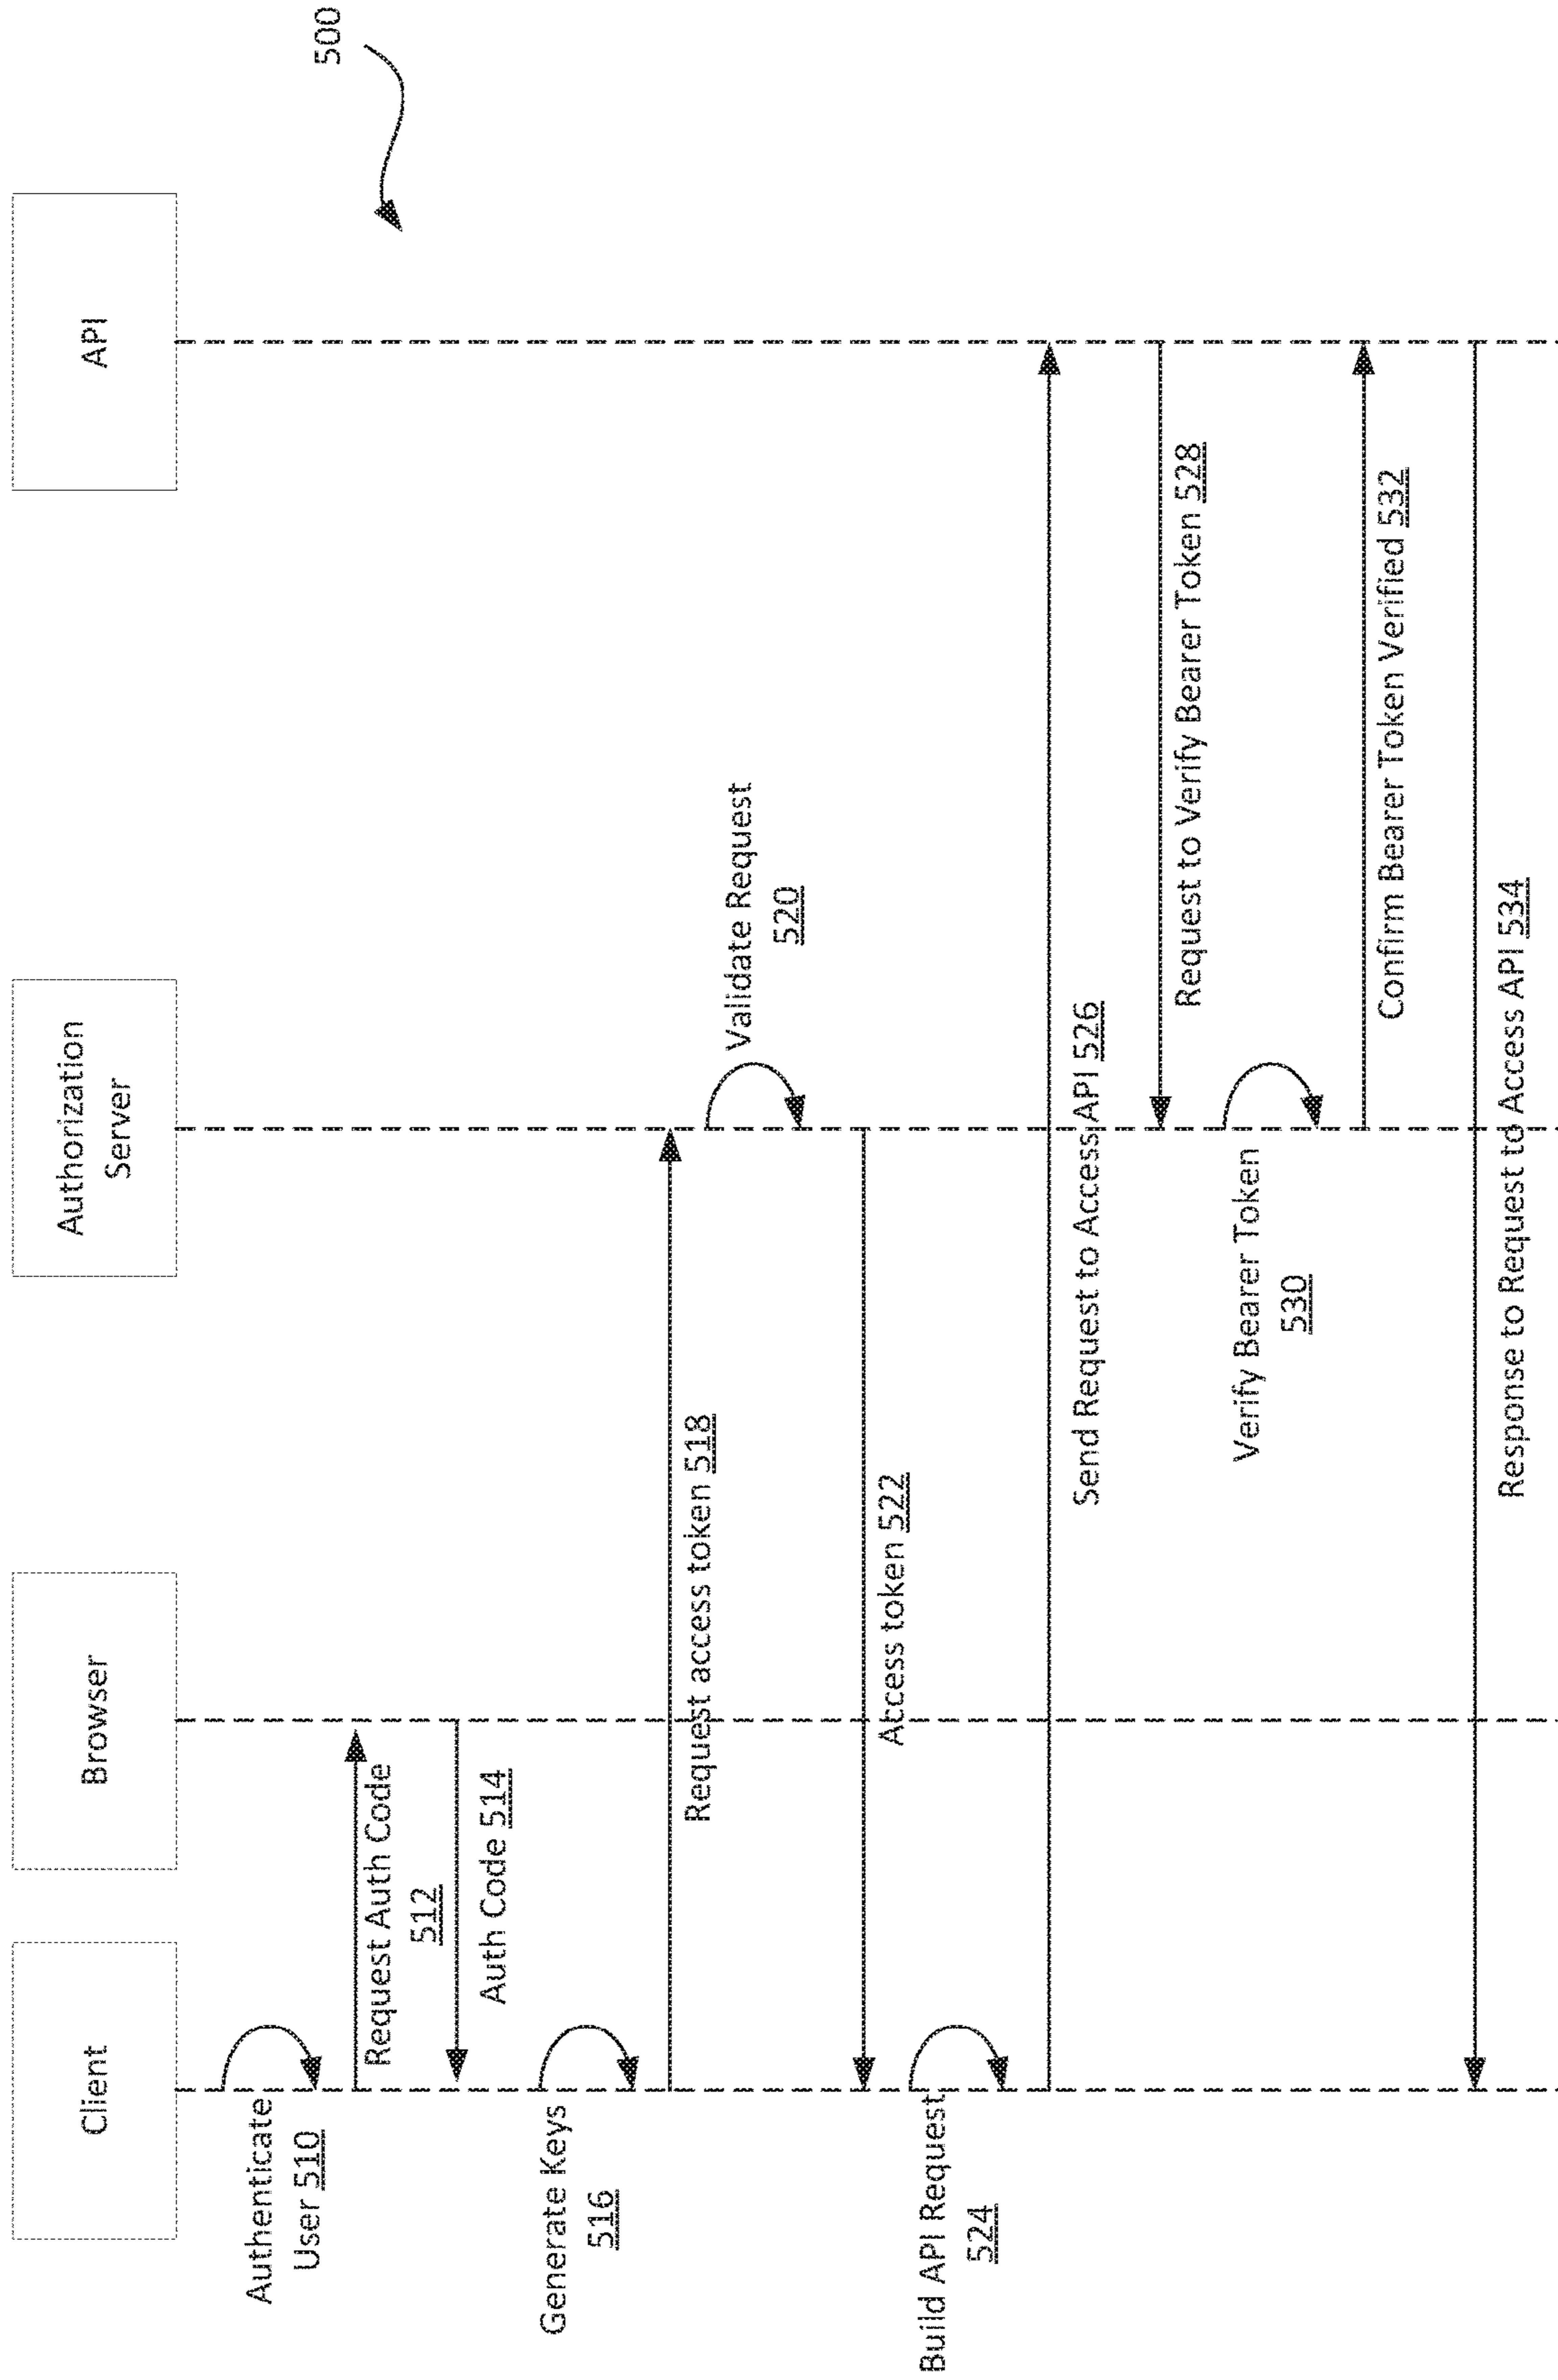 500
Client
Browser
Authorization
Server
API
Authenticate
User 510
Request Auth Code
512
Auth Code 514
Generate Keys
516
Request access token 518
Validate Request
520
Access token 522
Build API Request
524
Send Request to Access API 526
Request to Verify Bearer Token 528
Verify Bearer Token
530
Confirm Bearer Token Verified 532
Response to Request to Access API 534